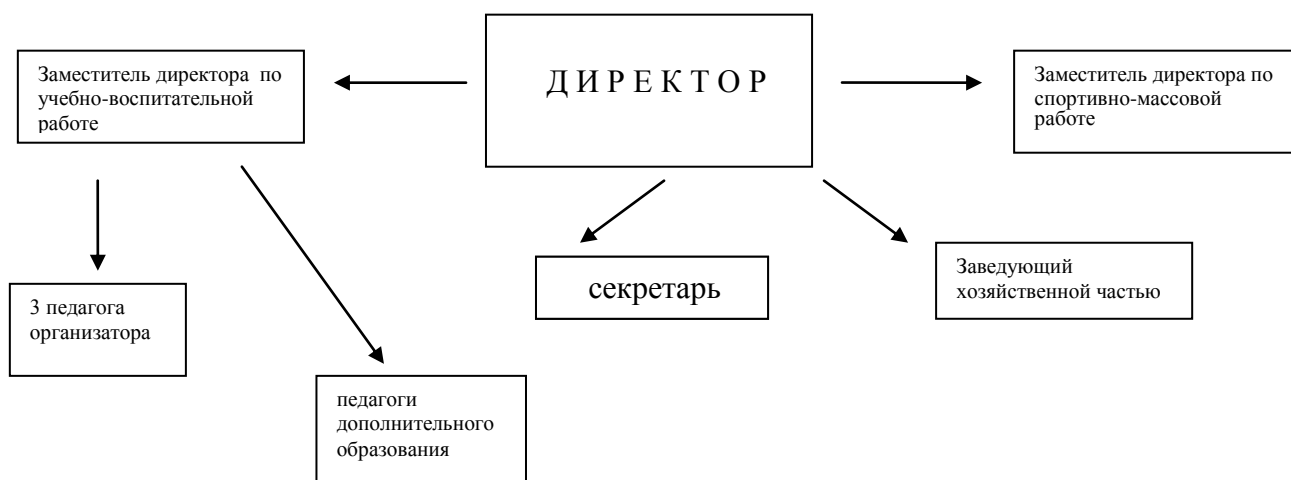 Д И Р Е К Т О Р
Заместитель директора по
учебно-воспитательной
работе
Заместитель директора по
спортивно-массовой
работе
секретарь
Заведующий
хозяйственной частью
3 педагога
организатора
педагоги
дополнительного
образования